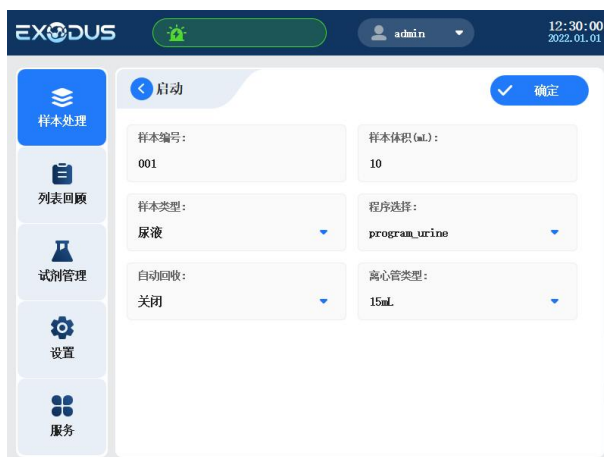 EXODUS
admin
12:30:00
2022.01.01
样本处理
列表回顾
试剂管理
设置
服务
启动
确定
样本编号:
001
样本体积(mL):
10
样本类型:
尿液
程序选择:
program_urine
自动回收:
关闭
离心管类型:
15mL